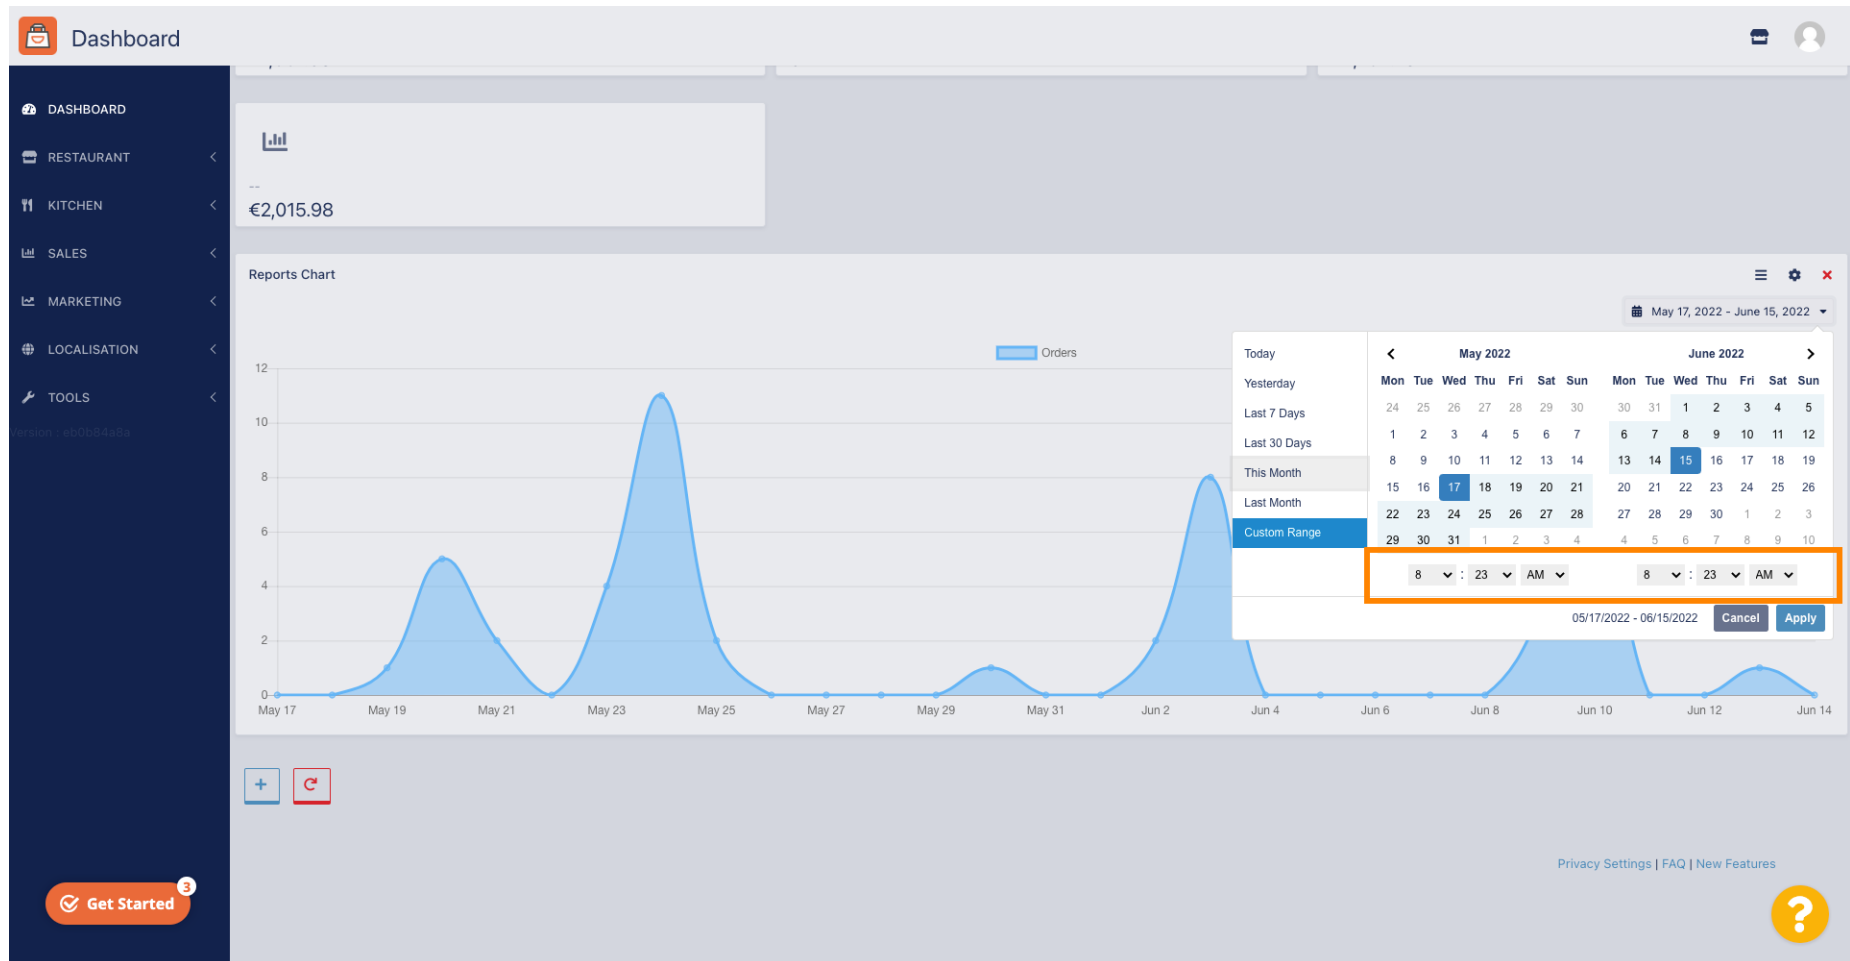 Dashboard
DASHBOARD
RESTAURANT
KITCHEN
SALES
MARKETING
LOCALISATION
TOOLS
Version : eb0b84a8a
--
€2,015.98
Reports Chart
May 17, 2022 - June 15, 2022
Orders
12
10
8
6
4
2
0
May 17 May 19 May 21 May 23 May 25 May 27 May 29 May 31 Jun 2 Jun 4 Jun 6 Jun 8 Jun 10 Jun 12 Jun 14
Today
Yesterday
Last 7 Days
Last 30 Days
This Month
Last Month
Custom Range
May 2022
Mon Tue Wed Thu Fri Sat Sun
24 25 26 27 28 29 30
1 2 3 4 5 6 7
8 9 10 11 12 13 14
15 16 17 18 19 20 21
22 23 24 25 26 27 28
29 30 31 1 2 3 4
8 : 23 AM
June 2022
Mon Tue Wed Thu Fri Sat Sun
30 31 1 2 3 4 5
6 7 8 9 10 11 12
13 14 15 16 17 18 19
20 21 22 23 24 25 26
27 28 29 30 1 2 3
4 5 6 7 8 9 10
8 : 23 AM
05/17/2022 - 06/15/2022 Cancel Apply
Privacy Settings | FAQ | New Features
Get Started
3
?